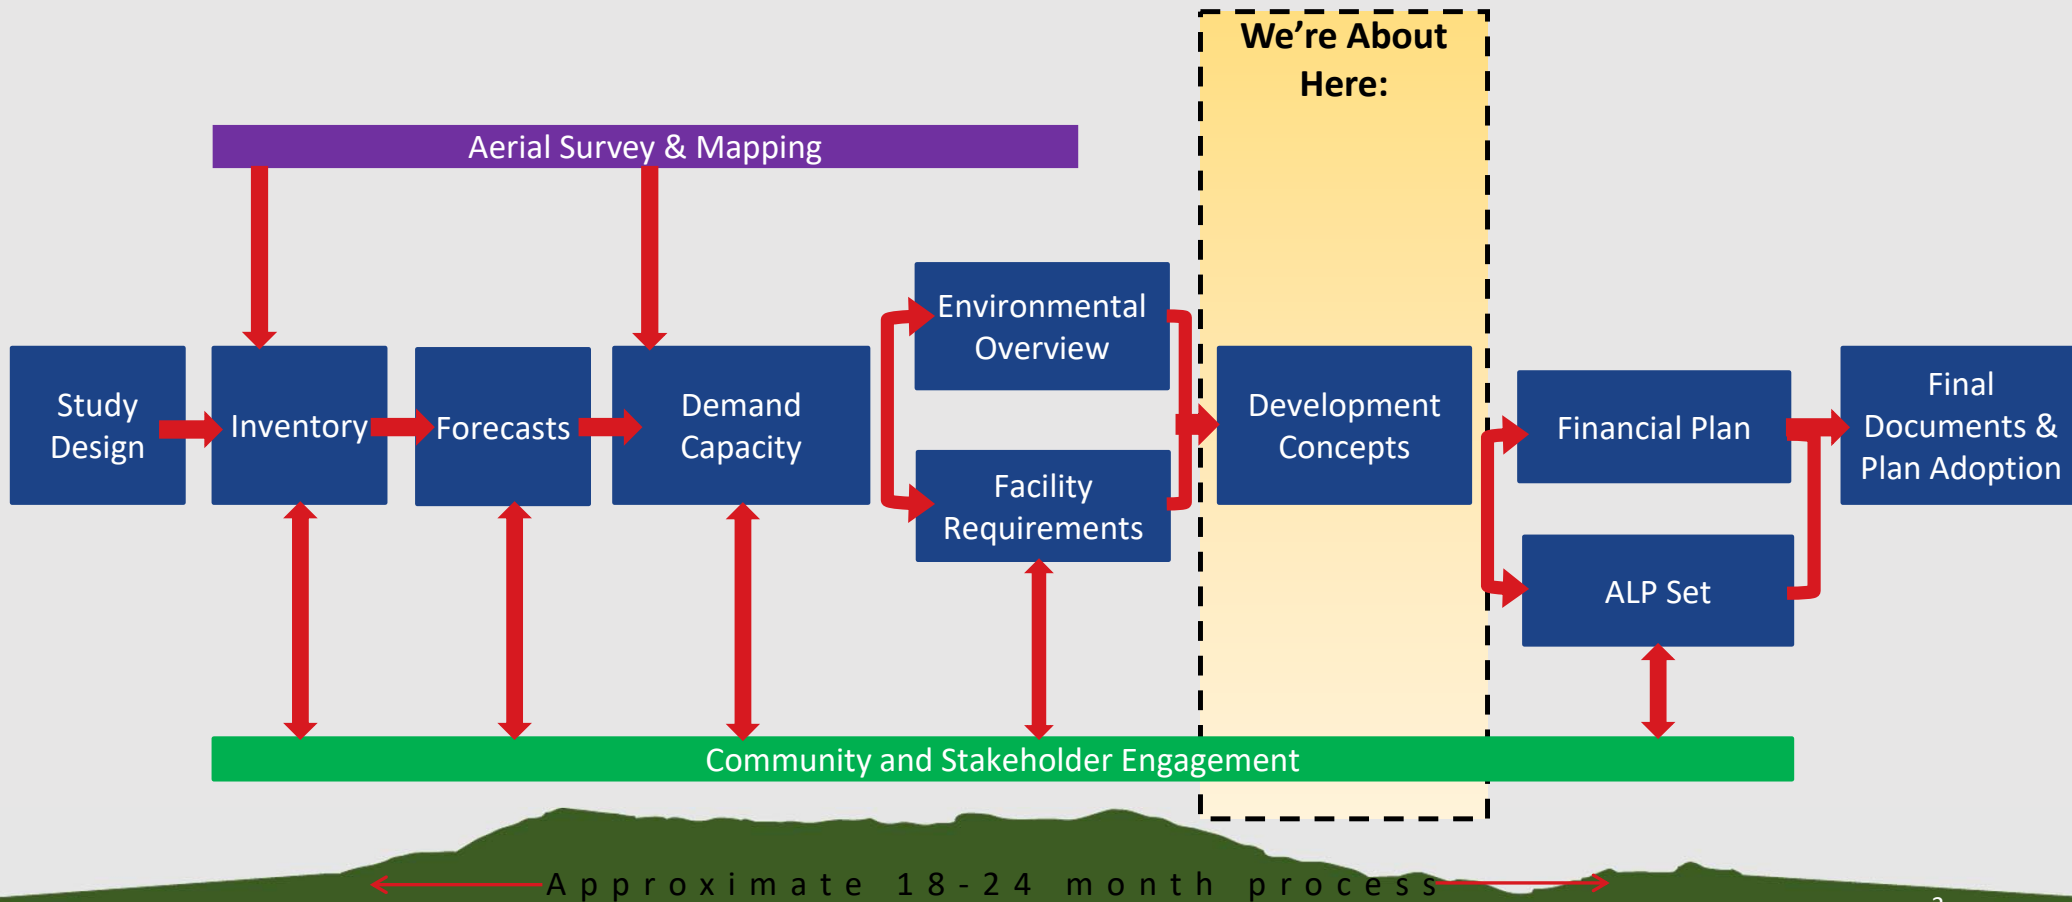 We’re About
Here:
Aerial Survey & Mapping
Study
Design
Inventory
Forecasts
Demand
Capacity
Environmental
Overview
Facility
Requirements
Development
Concepts
Financial Plan
ALP Set
Final
Documents &
Plan Adoption
Community and Stakeholder Engagement
Approximate 18-24 month process